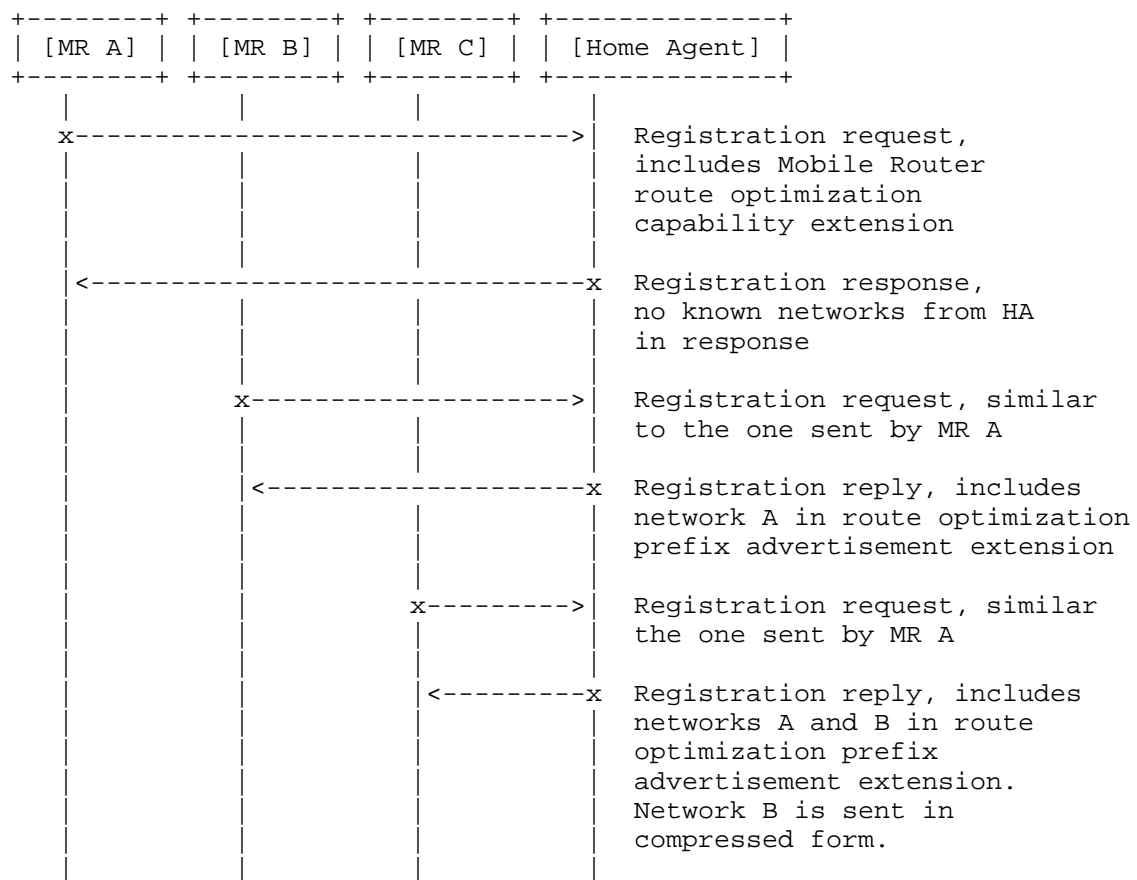 [MR A] [MR B] [MR C] [Home Agent]
Registration request,
includes Mobile Router
route optimization
capability extension
Registration response,
no known networks from HA
in response
Registration request, similar
to the one sent by MR A
Registration reply, includes
network A in route optimization
prefix advertisement extension
Registration request, similar
the one sent by MR A
Registration reply, includes
networks A and B in route
optimization prefix
advertisement extension.
Network B is sent in
compressed form.